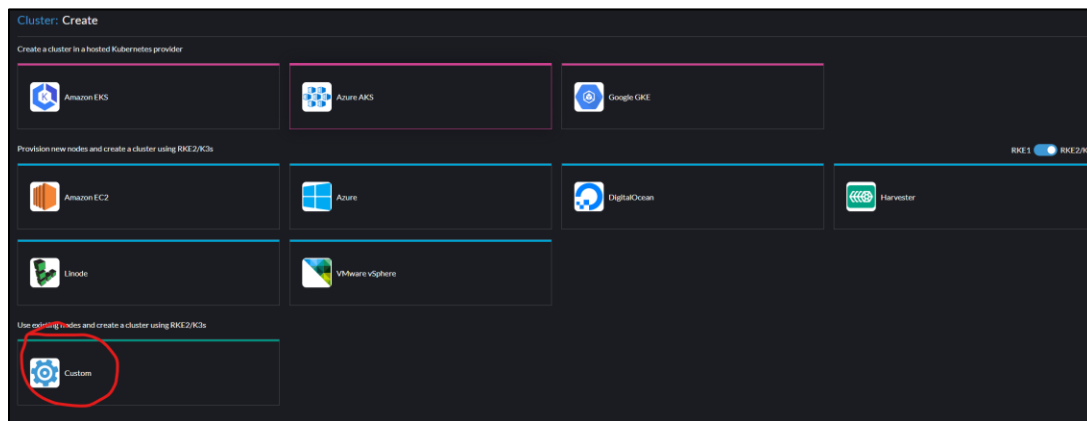 Cluster: Create
Create a cluster in a hosted Kubernetes provider
Amazon EKS
Azure AKS
Google GKE
Provision new nodes and create a cluster using RKE2/K3s
RKE1
RKE2/K
Amazon EC2
Azure
DigitalOcean
Harvester
Linode
VMware vSphere
Use existing nodes and create a cluster using RKE2/K3s
Custom